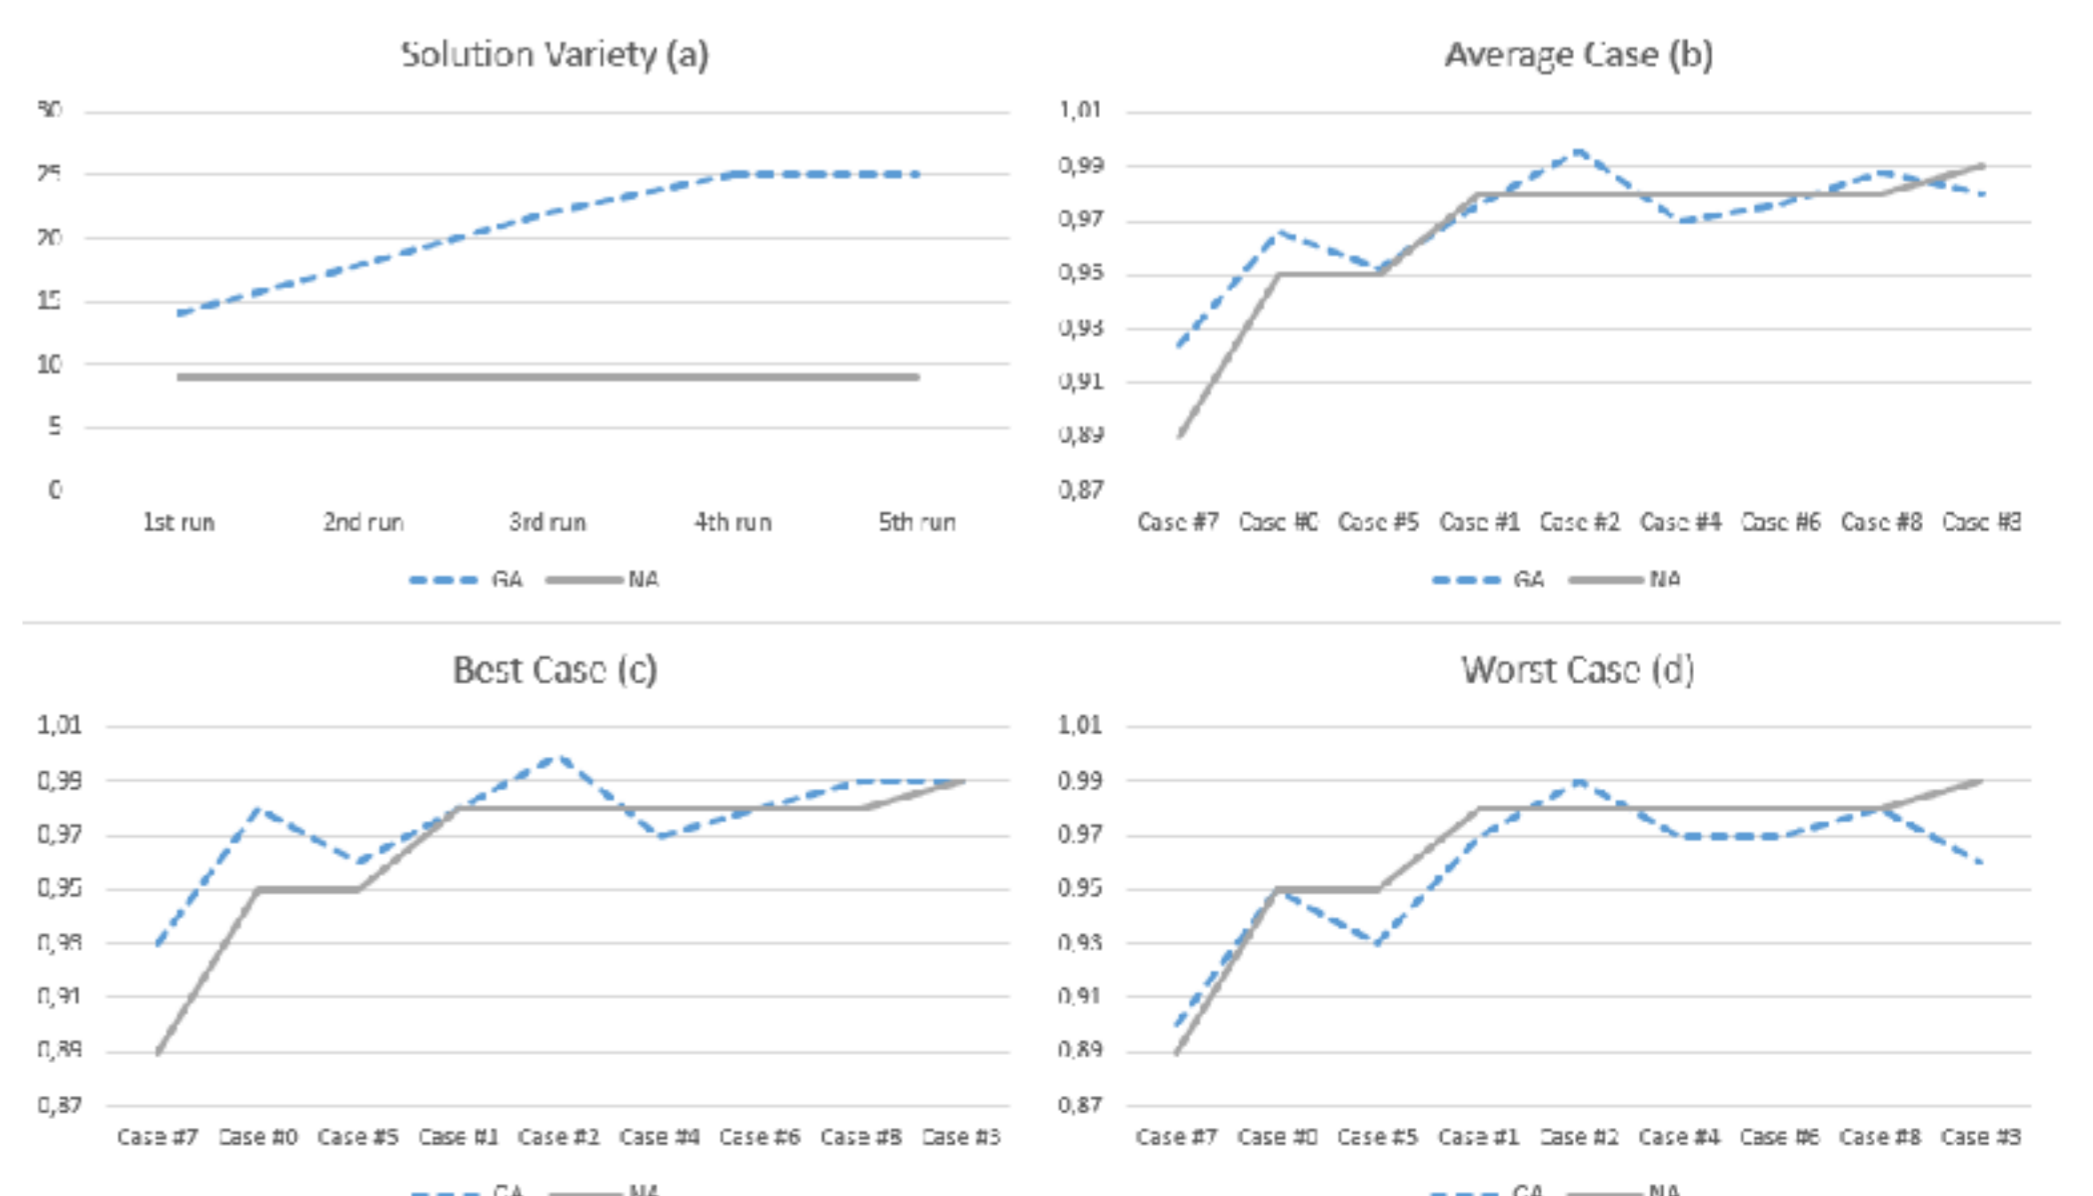 Solution Variety (a)
30
25
20
15
10
5
0
1st run 2nd run 3rd run 4th run 5th run
GA NA
Average Case (b)
1,01
0,99
0,97
0,95
0,93
0,91
0,89
0,87
Case #7 Case #0 Case #5 Case #1 Case #2 Case #4 Case #6 Case #8 Case #3
GA NA
Best Case (c)
1,01
0,99
0,97
0,95
0,93
0,91
0,89
0,87
Case #7 Case #0 Case #5 Case #1 Case #2 Case #4 Case #6 Case #8 Case #3
GA NA
Worst Case (d)
1,01
0,99
0,97
0,95
0,93
0,91
0,89
0,87
Case #7 Case #0 Case #5 Case #1 Case #2 Case #4 Case #6 Case #8 Case #3
GA NA